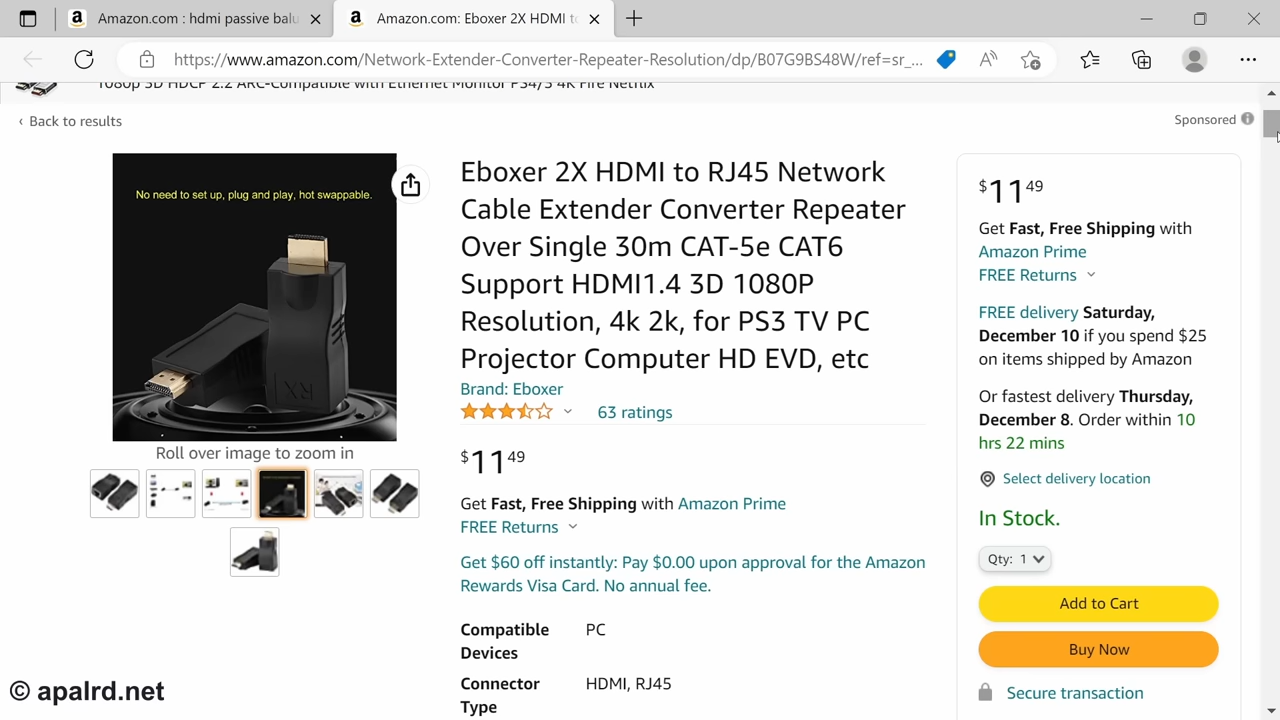 Amazon.com : hdmi passive balu
Amazon.com: Eboxer 2X HDMI to
https://www.amazon.com/Network-Extender-Converter-Repeater-Resolution/dp/B07G9BS48W/ref=sr_...
1080p 3D HDCP 2.2 ARC-Compatible with Ethernet Monitor PS4/3 4K Fire Netflix
‹ Back to results
Sponsored
No need to set up, plug and play, hot swappable.
RX
Roll over image to zoom in
Eboxer 2X HDMI to RJ45 Network
Cable Extender Converter Repeater
Over Single 30m CAT-5e CAT6
Support HDMI1.4 3D 1080P
Resolution, 4k 2k, for PS3 TV PC
Projector Computer HD EVD, etc
Brand: Eboxer
63 ratings
$11 49
Get Fast, Free Shipping with Amazon Prime
FREE Returns
Get $60 off instantly: Pay $0.00 upon approval for the Amazon
Rewards Visa Card. No annual fee.
Compatible PC
Devices
Connector HDMI, RJ45
Type
$11 49
Get Fast, Free Shipping with
Amazon Prime
FREE Returns
FREE delivery Saturday,
December 10 if you spend $25
on items shipped by Amazon
Or fastest delivery Thursday,
December 8. Order within 10
hrs 22 mins
Select delivery location
In Stock.
Qty: 1
Add to Cart
Buy Now
Secure transaction
© apalrd.net